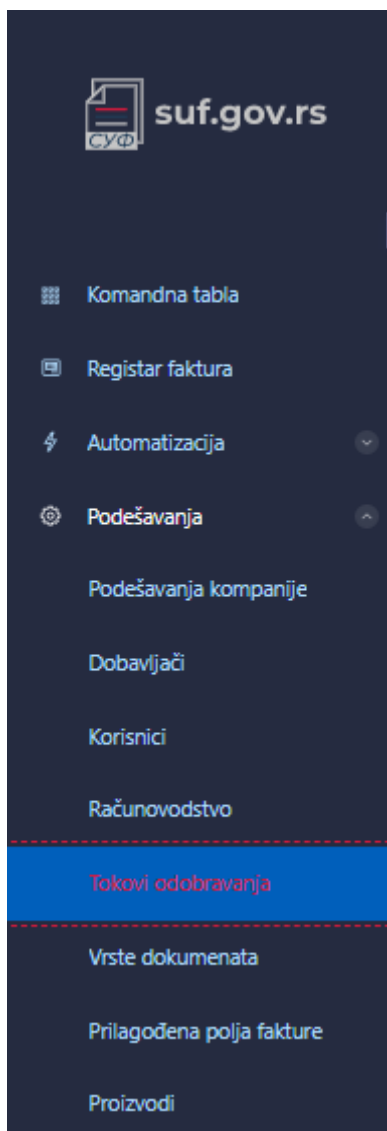 СУФ
suf.gov.rs
Komandna tabla
Registar faktura
Automatizacija
Podešavanja
Podešavanja kompanije
Dobavljači
Korisnici
Računovodstvo
Tokovi odobravanja
Vrste dokumenata
Prilagođena polja fakture
Proizvodi